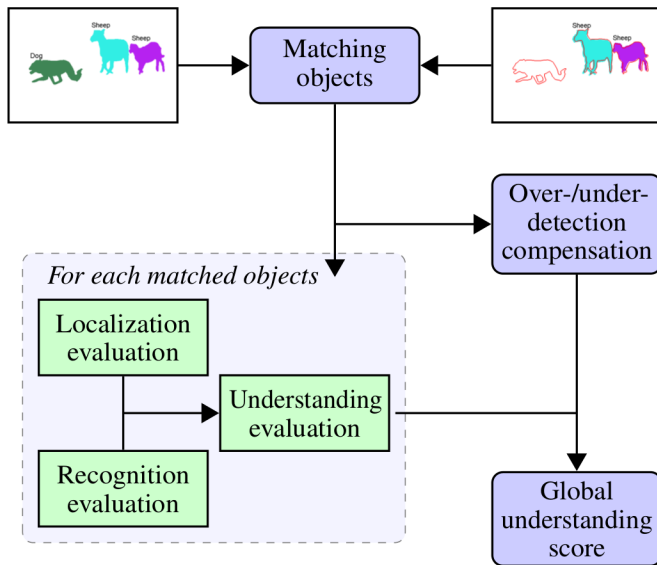 Sheep
Sheep
Dog
Matching
objects
Sheep
Sheep
Over-/under-
detection
compensation
For each matched objects
Localization
evaluation
Understanding
evaluation
Recognition
evaluation
Global
understanding
score